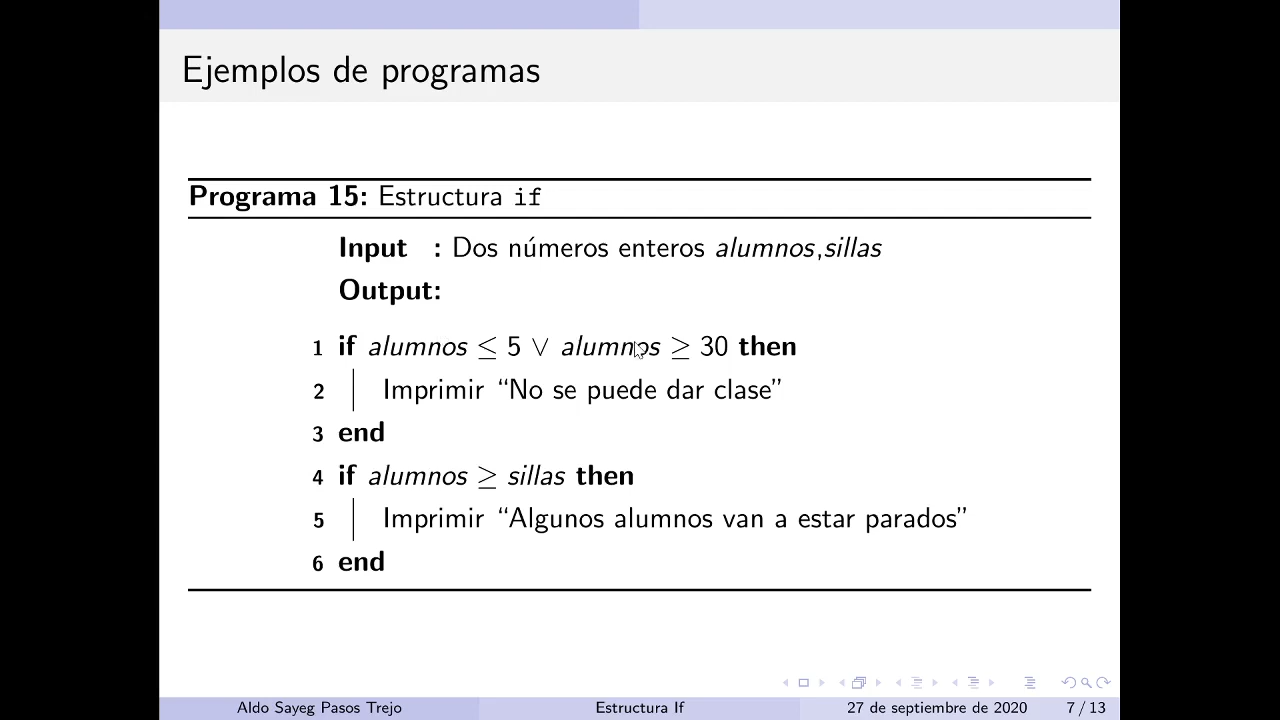 Ejemplos de programas
Programa 15: Estructura if
Input : Dos números enteros alumnos,sillas
Output:
1 if alumnos ≤ 5 ∨ alumnos ≥ 30 then
2 Imprimir “No se puede dar clase”
3 end
4 if alumnos ≥ sillas then
5 Imprimir “Algunos alumnos van a estar parados”
6 end
Aldo Sayeg Pasos Trejo Estructura If 27 de septiembre de 2020 7 / 13